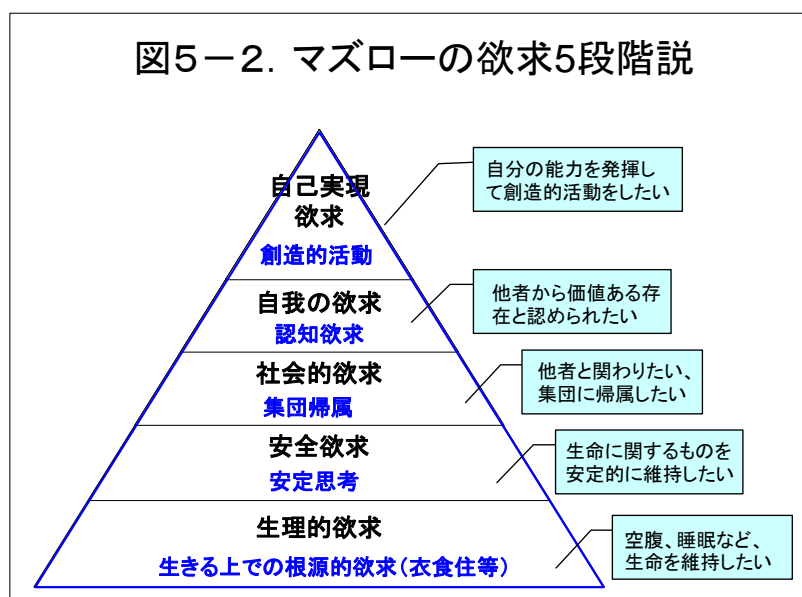 図5－2．マズローの欲求5段階説
自己実現
欲求
創造的活動
自分の能力を発揮し
て創造的活動をしたい
自我の欲求
認知欲求
他者から価値ある存
在と認められたい
社会的欲求
集団帰属
他者と関わりたい、
集団に帰属したい
安全欲求
安定思考
生命に関するものを
安定的に維持したい
生理的欲求
生きる上での根源的欲求（衣食住等）
空腹、睡眠など、
生命を維持したい